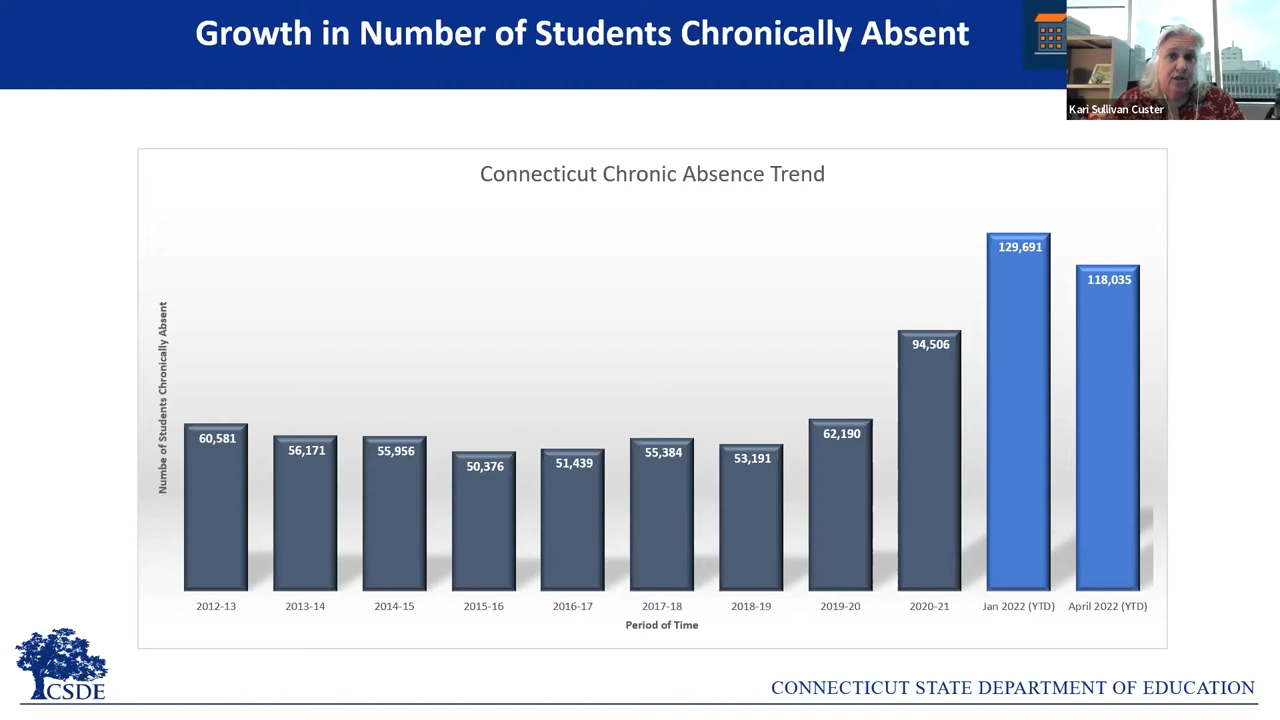 Growth in Number of Students Chronically Absent
Kari Sullivan Custer
Connecticut Chronic Absence Trend
Numbe of Students Chronically Absent
60,581
56,171
55,956
50,376
51,439
55,384
53,191
62,190
94,506
129,691
118,035
2012-13
2013-14
2014-15
2015-16
2016-17
2017-18
2018-19
2019-20
2020-21
Jan 2022 (YTD)
April 2022 (YTD)
Period of Time
CSDE
CONNECTICUT STATE DEPARTMENT OF EDUCATION